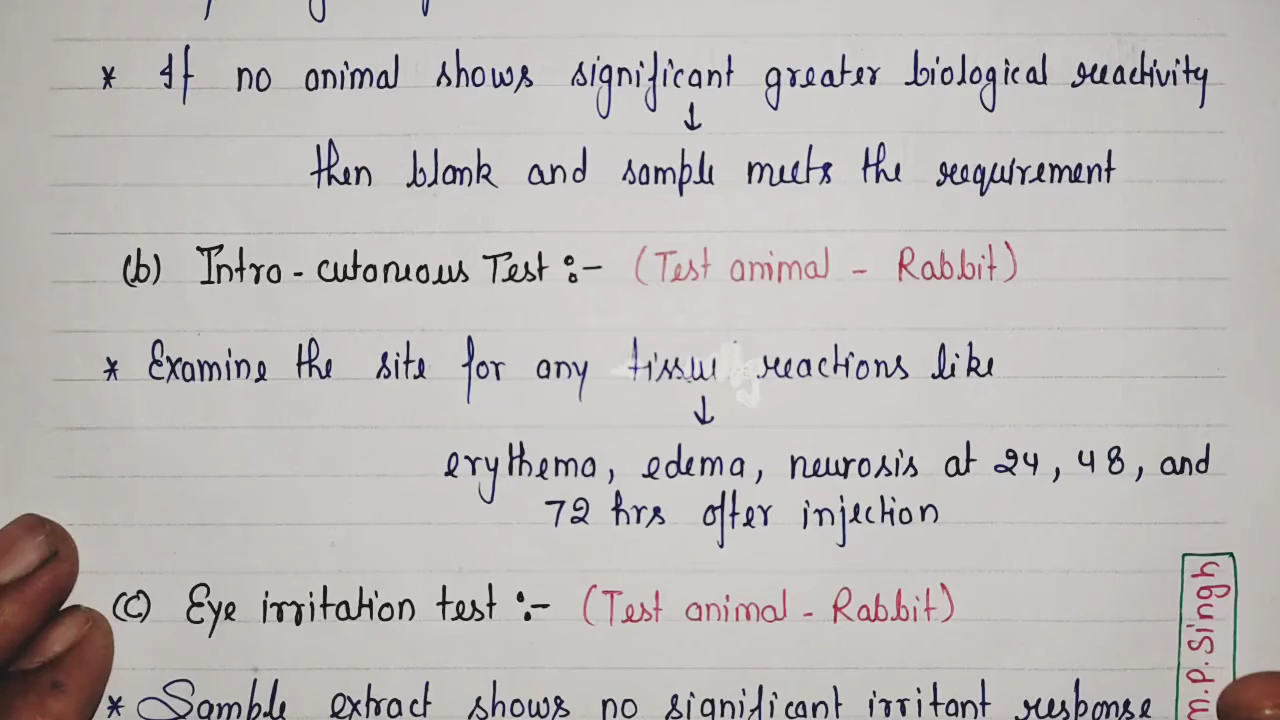 * If no animal shows significant greater biological reactivity
↓
then blank and sample meets the requirement
(b) Intra-cutaneous Test :- (Test animal - Rabbit)
* Examine the site for any tissue reactions like
↓
erythema, edema, neurosis at 24, 48, and
72 hrs after injection
(c) Eye irritation test :- (Test animal - Rabbit)
* Sample extract shows no significant irritant response
m.p. Singh